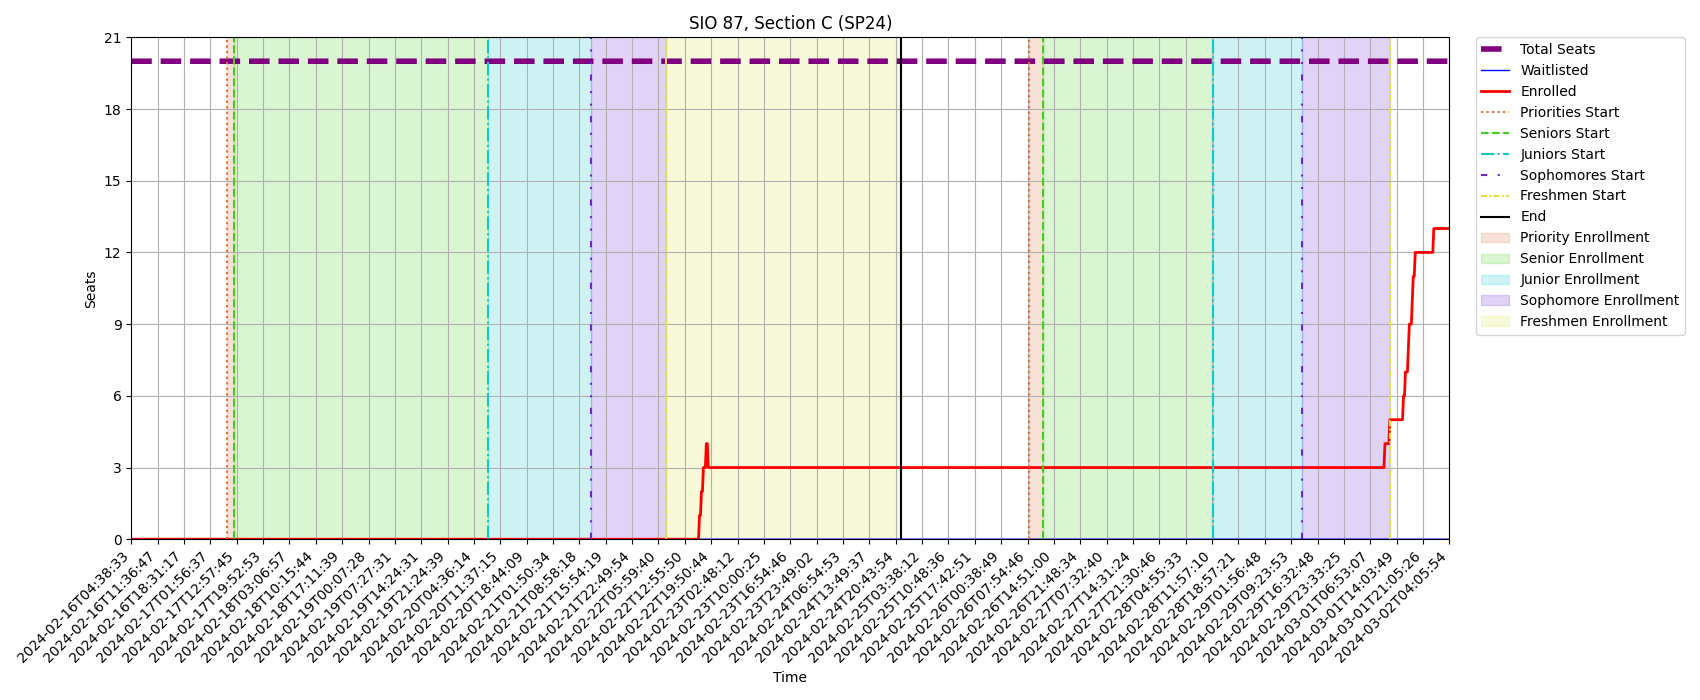 SIO 87, Section C (SP24)
21
18
15
12
9
6
3
0
Seats
2024-02-16T04:38:33
2024-02-16T11:36:47
2024-02-16T18:31:17
2024-02-17T01:56:37
2024-02-17T12:57:45
2024-02-17T19:52:53
2024-02-18T03:06:57
2024-02-18T10:15:44
2024-02-18T17:11:39
2024-02-19T00:07:28
2024-02-19T07:27:31
2024-02-19T14:24:31
2024-02-19T21:24:39
2024-02-20T04:36:14
2024-02-20T11:37:15
2024-02-20T18:44:09
2024-02-21T01:50:34
2024-02-21T08:58:18
2024-02-21T15:54:19
2024-02-21T22:49:54
2024-02-22T05:59:40
2024-02-22T12:55:50
2024-02-22T19:50:44
2024-02-23T02:48:12
2024-02-23T10:00:25
2024-02-23T16:54:46
2024-02-23T23:49:02
2024-02-24T06:54:53
2024-02-24T13:49:37
2024-02-24T20:43:54
2024-02-25T03:38:12
2024-02-25T10:48:36
2024-02-25T17:42:51
2024-02-26T00:38:49
2024-02-26T07:54:46
2024-02-26T14:51:00
2024-02-26T21:48:34
2024-02-27T07:32:40
2024-02-27T14:31:24
2024-02-27T21:30:46
2024-02-28T04:55:33
2024-02-28T11:57:10
2024-02-28T18:57:21
2024-02-29T01:56:48
2024-02-29T09:23:53
2024-02-29T16:32:48
2024-02-29T23:33:25
2024-03-01T06:53:07
2024-03-01T14:03:49
2024-03-01T21:05:26
2024-03-02T04:05:54
Time
Total Seats
Waitlisted
Enrolled
Priorities Start
Seniors Start
Juniors Start
Sophomores Start
Freshmen Start
End
Priority Enrollment
Senior Enrollment
Junior Enrollment
Sophomore Enrollment
Freshmen Enrollment